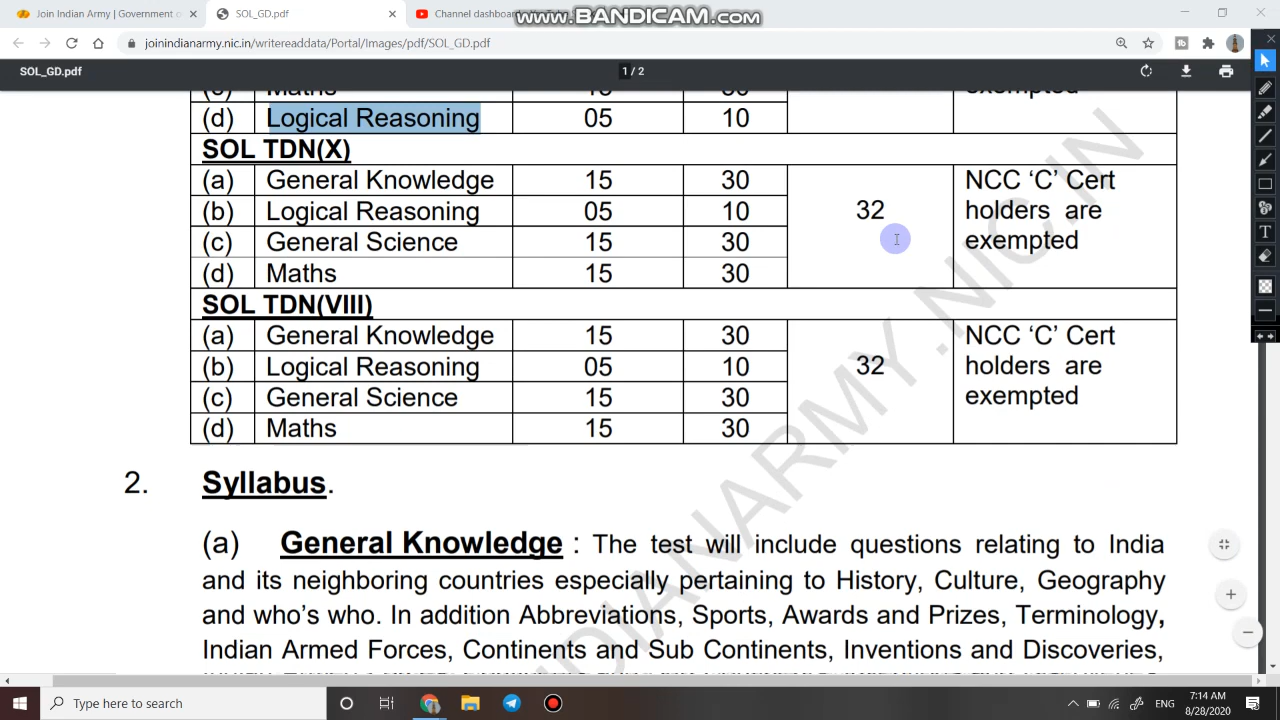 Join Indian Army | Government o
SOL_GD.pdf
Channel dashboard
www.BANDICAM.com
joinindianarmy.nic.in/writereaddata/Portal/Images/pdf/SOL_GD.pdf
SOL_GD.pdf
1 / 2
Maths
exempted
(d) Logical Reasoning 05 10
SOL TDN(X)
(a) General Knowledge 15 30 NCC ‘C’ Cert
(b) Logical Reasoning 05 10 32 holders are
(c) General Science 15 30 exempted
(d) Maths 15 30
SOL TDN(VIII)
(a) General Knowledge 15 30 NCC ‘C’ Cert
(b) Logical Reasoning 05 10 32 holders are
(c) General Science 15 30 exempted
(d) Maths 15 30
INDIANARMY.NIC.IN
2. Syllabus.
(a) General Knowledge : The test will include questions relating to India
and its neighboring countries especially pertaining to History, Culture, Geography
and who’s who. In addition Abbreviations, Sports, Awards and Prizes, Terminology,
Indian Armed Forces, Continents and Sub Continents, Inventions and Discoveries,
Type here to search
ENG
7:14 AM
8/28/2020